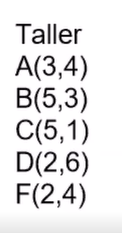 Taller
A(3,4)
B(5,3)
C(5,1)
D(2,6)
F(2,4)